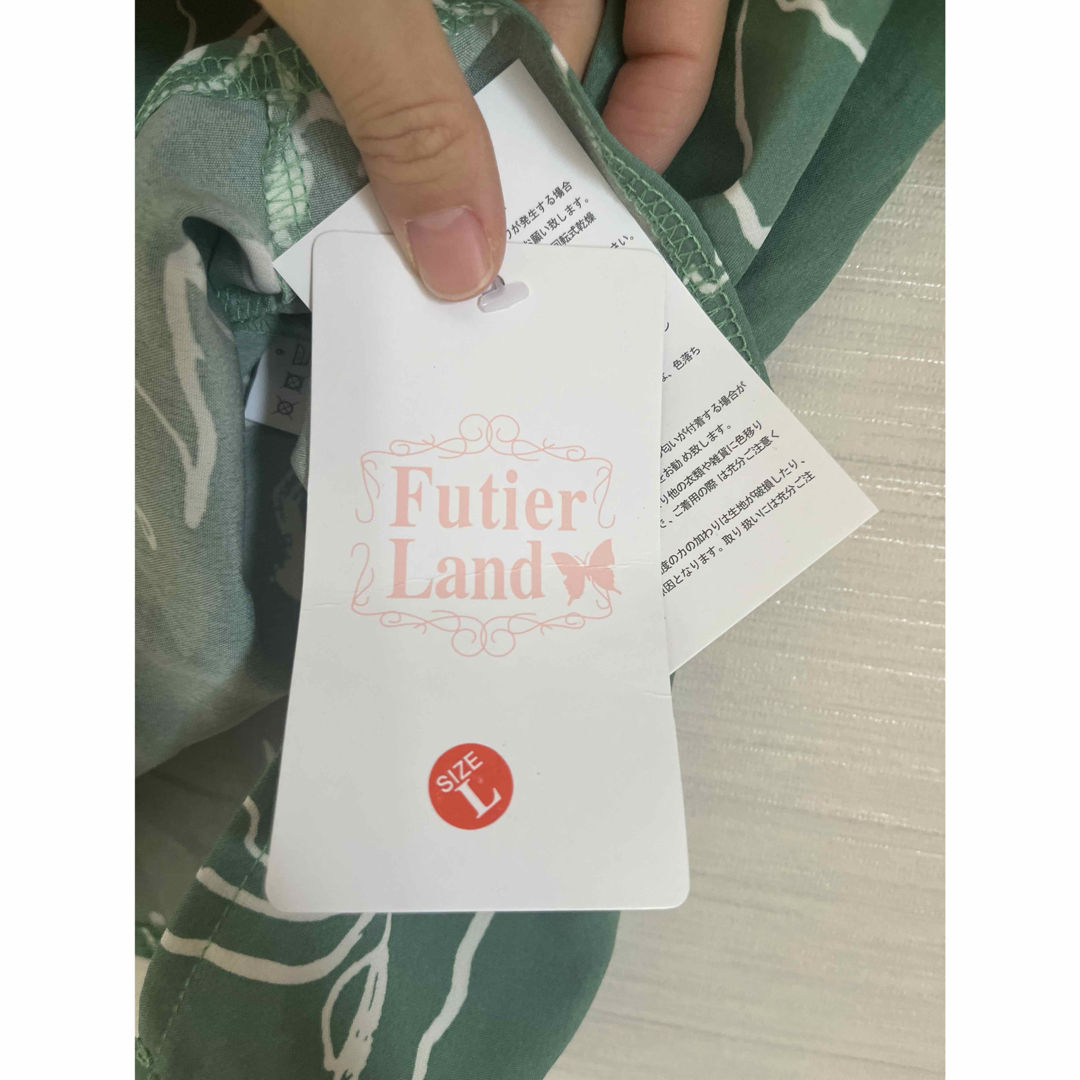 が発生する場合
お願い致します。
回転式乾燥
さい。
、色落ち
匂いが付着する場合が
をお勧め致します。
り他の衣類や雑貨に色移り
、ご着用の際は充分ご注意く
度の力の加わりは生地が破損したり、
因となります。取り扱いには充分ご注
Futier
Land
SIZE
L